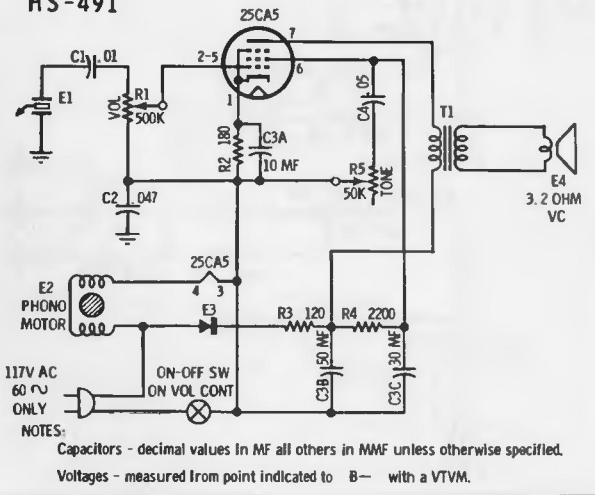 HS-491
25CA5
7
C1 .01
2-5
6
E1
VOL
R1
500K
1
C4 .05
T1
R2 180
C3A
10 MF
R5
50K
TONE
E4
3.2 OHM
VC
C2 .047
25CA5
4 3
E2
PHONO
MOTOR
E3
R3 120
R4 2200
C3B 50 MF
C3C 30 MF
117V AC
60 ∿
ONLY
ON-OFF SW
ON VOL CONT
NOTES:
Capacitors - decimal values in MF all others in MMF unless otherwise specified.
Voltages - measured from point indicated to B— with a VTVM.